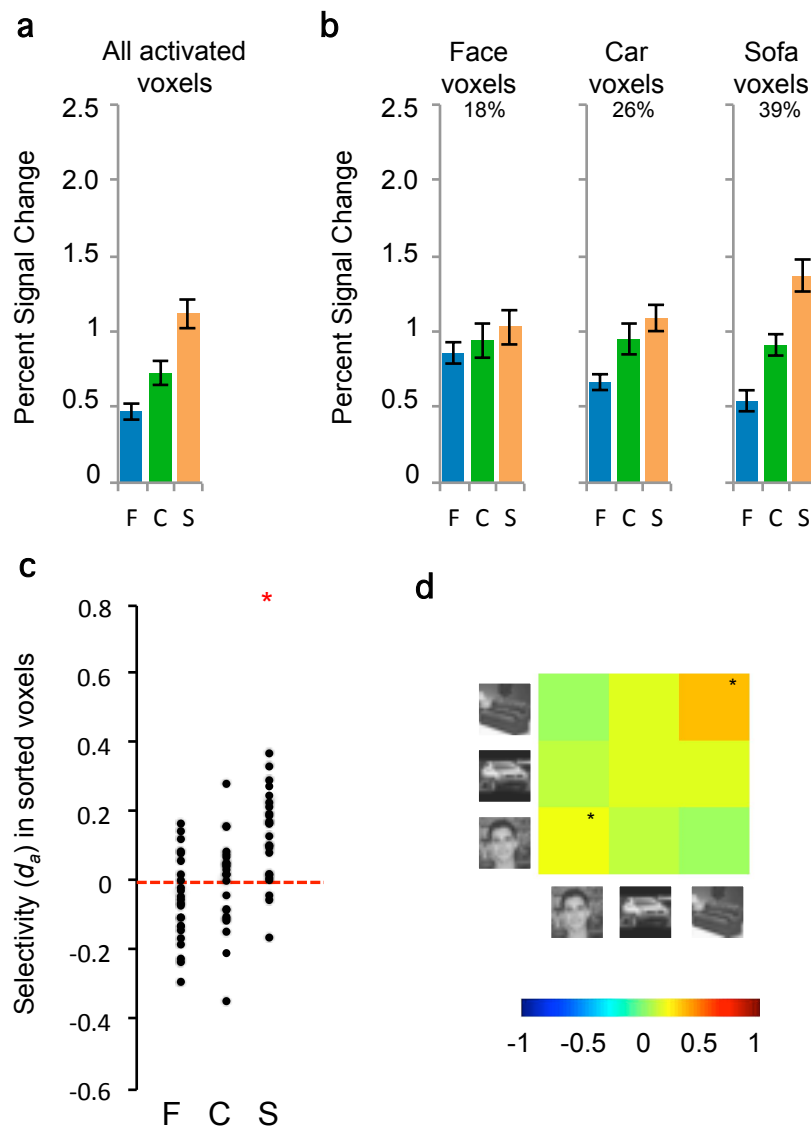 a
All activated
voxels
Percent Signal Change
2.5
2.0
1.5
1
0.5
0
F C S
b
Face
voxels
18%
Car
voxels
26%
Sofa
voxels
39%
Percent Signal Change
2.5
2.0
1.5
1
0.5
0
F C S
F C S
F C S
c
Selectivity (da) in sorted voxels
0.8
0.6
0.4
0.2
0
-0.2
-0.4
-0.6
*
F C S
d
*
*
-1 -0.5 0 0.5 1